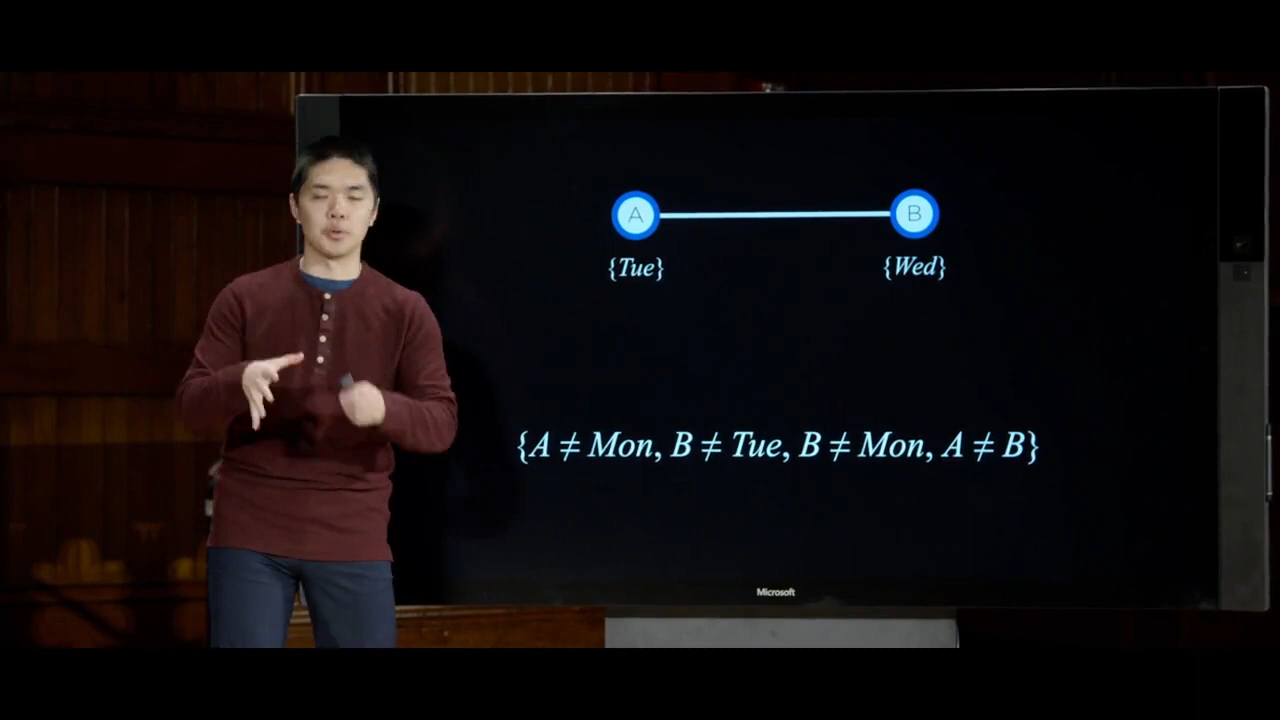 A B
{Tue} {Wed}
{A ≠ Mon, B ≠ Tue, B ≠ Mon, A ≠ B}
Microsoft